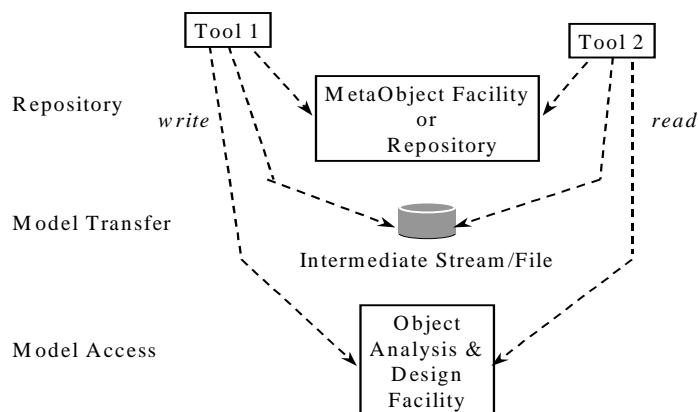 Tool 1
Tool 2
Repository
MetaObject Facility
or
Repository
write
read
Model Transfer
Intermediate Stream/File
Model Access
Object
Analysis &
Design
Facility